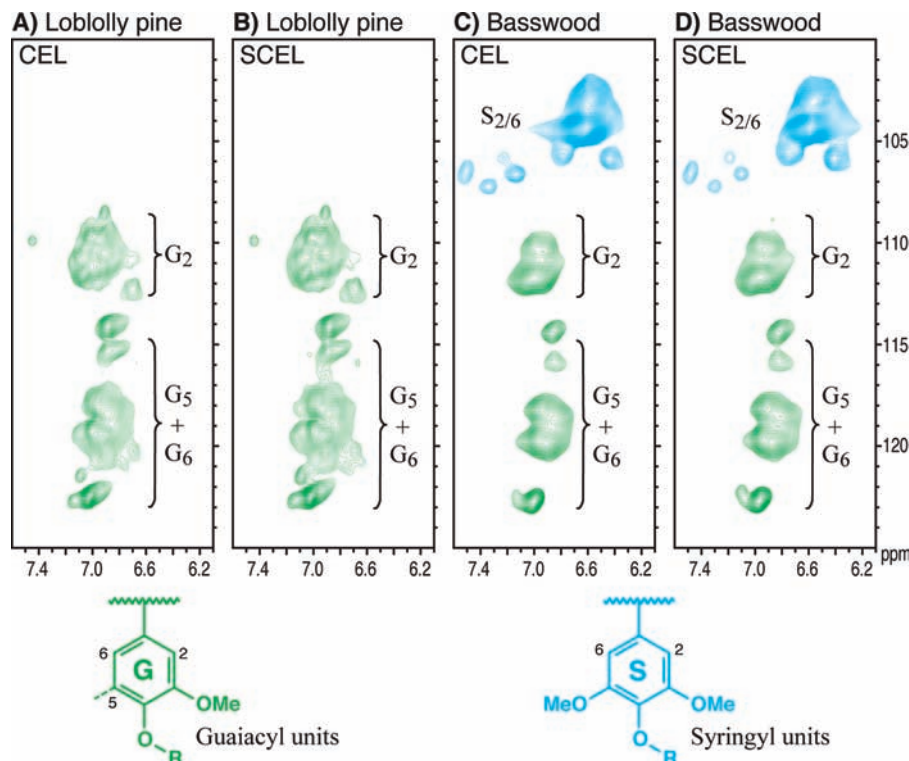 A) Loblolly pine
B) Loblolly pine
C) Basswood
D) Basswood
CEL
SCEL
CEL
SCEL
S2/6
S2/6
105
G2
G2
G2
G2
110
115
G5
+
G6
G5
+
G6
G5
+
G6
G5
+
G6
120
ppm
7.4 7.0 6.6 6.2
7.4 7.0 6.6 6.2
7.4 7.0 6.6 6.2
7.4 7.0 6.6 6.2
6 2
G
5
OMe
O
R
Guaiacyl units
6 2
S
MeO
OMe
O
R
Syringyl units